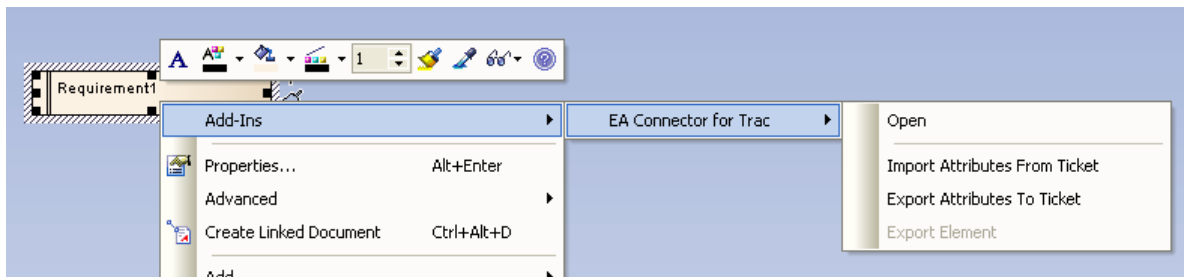 A
1
Requirement1
Add-Ins
EA Connector for Trac
Open
Properties... Alt+Enter
Import Attributes From Ticket
Advanced
Export Attributes To Ticket
Create Linked Document Ctrl+Alt+D
Export Element
Add